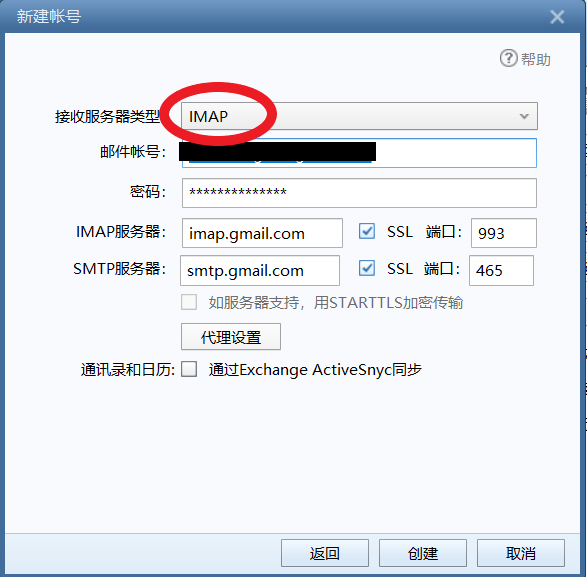 新建帐号
帮助
接收服务器类型 IMAP
邮件帐号：
密码： **************
IMAP服务器： imap.gmail.com SSL 端口： 993
SMTP服务器： smtp.gmail.com SSL 端口： 465
如服务器支持，用STARTTLS加密传输
代理设置
通讯录和日历: 通过Exchange ActiveSnyc同步
返回 创建 取消